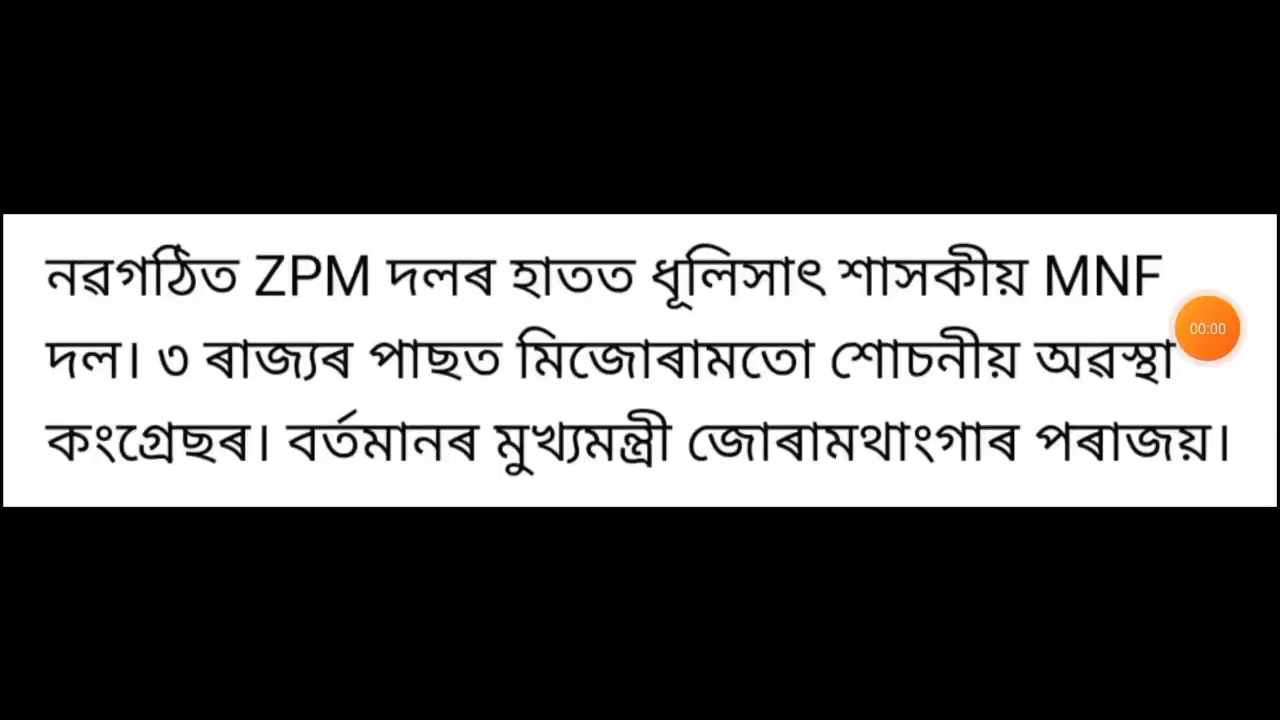 নৱগঠিত ZPM দলৰ হাতত ধূলিসাৎ শাসকীয় MNF
দল। ৩ ৰাজ্যৰ পাছত মিজোৰামতো শোচনীয় অৱস্থা
কংগ্ৰেছৰ। বৰ্তমানৰ মুখ্যমন্ত্ৰী জোৰামথাংগাৰ পৰাজয়।
00:00